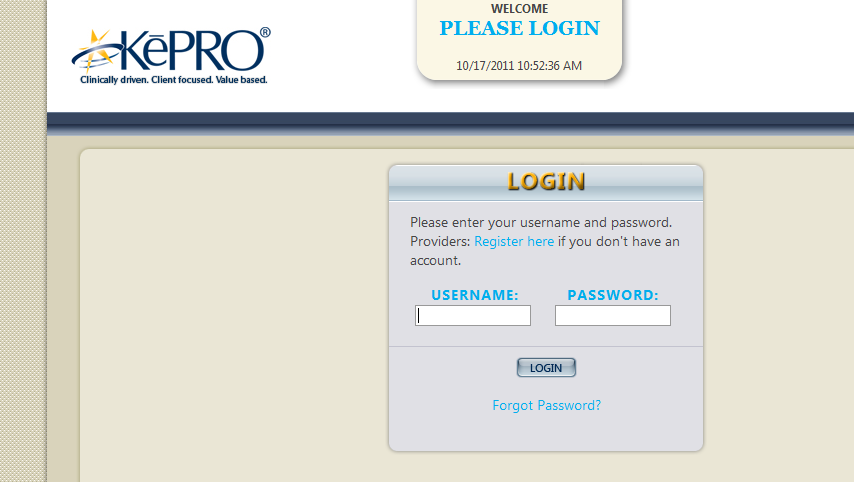 KēPRO®
Clinically driven. Client focused. Value based.
WELCOME
PLEASE LOGIN
10/17/2011 10:52:36 AM
LOGIN
Please enter your username and password.
Providers: Register here if you don't have an
account.
USERNAME: PASSWORD:
LOGIN
Forgot Password?